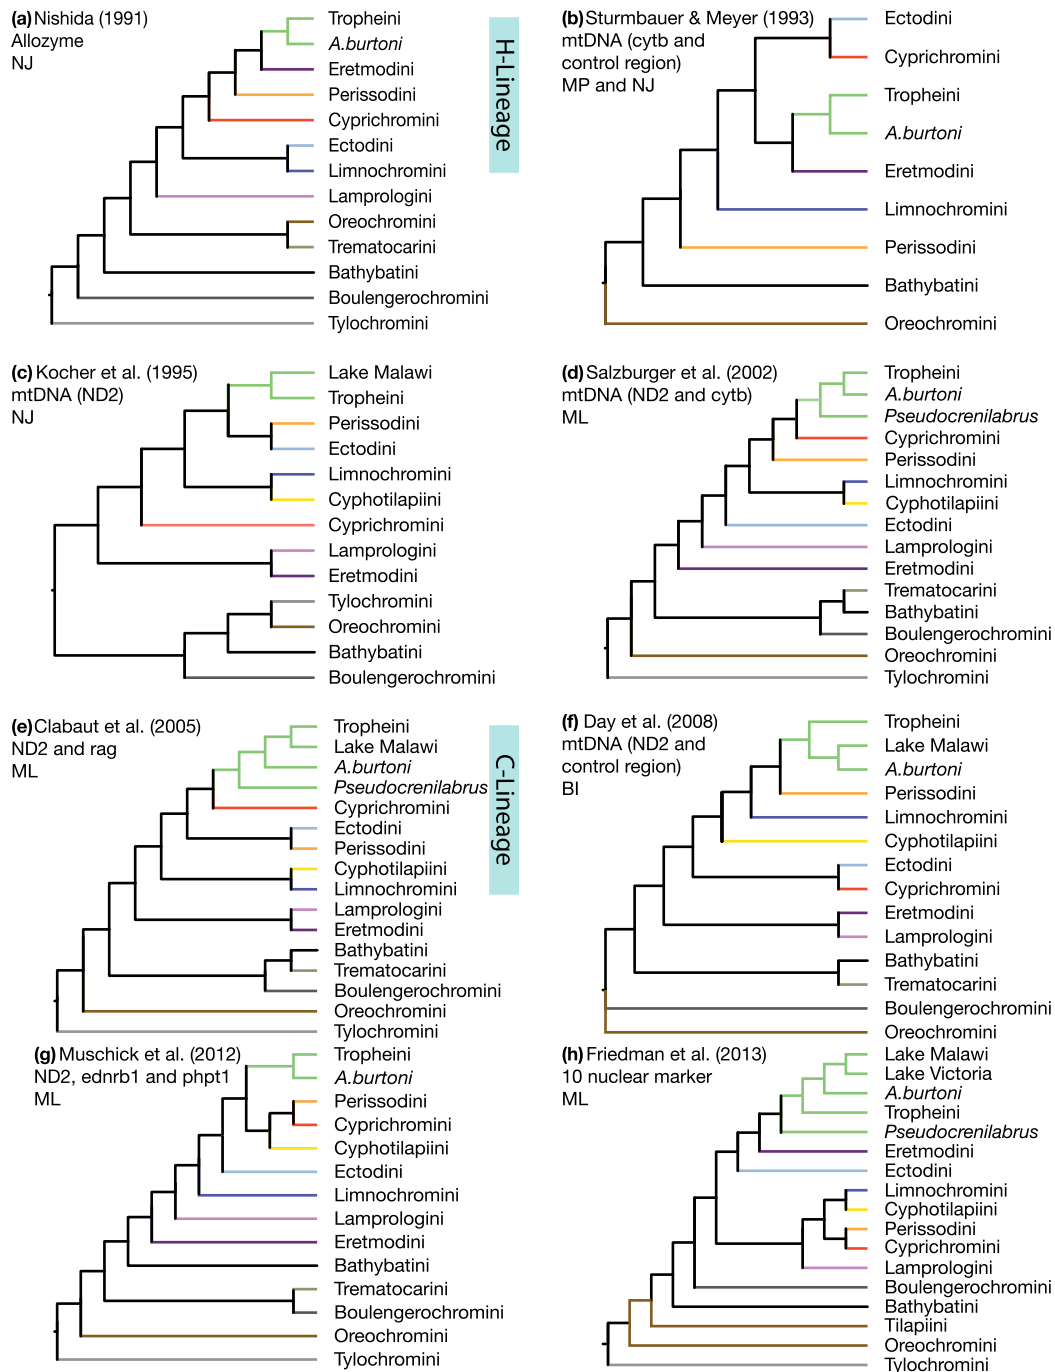 (a) Nishida (1991)
Allozyme
NJ
Tropheini
A.burtoni
Eretmodini
Perissodini
Cyprichromini
Ectodini
Limnochromini
Lamprologini
Oreochromini
Trematocarini
Bathybatini
Boulengerochromini
Tylochromini
H-Lineage
(b) Sturmbauer & Meyer (1993)
mtDNA (cytb and
control region)
MP and NJ
Ectodini
Cyprichromini
Tropheini
A.burtoni
Eretmodini
Limnochromini
Perissodini
Bathybatini
Oreochromini
(c) Kocher et al. (1995)
mtDNA (ND2)
NJ
Lake Malawi
Tropheini
Perissodini
Ectodini
Limnochromini
Cyphotilapiini
Cyprichromini
Lamprologini
Eretmodini
Tylochromini
Oreochromini
Bathybatini
Boulengerochromini
(d) Salzburger et al. (2002)
mtDNA (ND2 and cytb)
ML
Tropheini
A.burtoni
Pseudocrenilabrus
Cyprichromini
Perissodini
Limnochromini
Cyphotilapiini
Ectodini
Lamprologini
Eretmodini
Trematocarini
Bathybatini
Boulengerochromini
Oreochromini
Tylochromini
(e) Clabaut et al. (2005)
ND2 and rag
ML
Tropheini
Lake Malawi
A.burtoni
Pseudocrenilabrus
Cyprichromini
Ectodini
Perissodini
Cyphotilapiini
Limnochromini
Lamprologini
Eretmodini
Bathybatini
Trematocarini
Boulengerochromini
Oreochromini
Tylochromini
C-Lineage
(f) Day et al. (2008)
mtDNA (ND2 and
control region)
BI
Tropheini
Lake Malawi
A.burtoni
Perissodini
Limnochromini
Cyphotilapiini
Ectodini
Cyprichromini
Eretmodini
Lamprologini
Bathybatini
Trematocarini
Boulengerochromini
Oreochromini
(g) Muschick et al. (2012)
ND2, ednrb1 and phpt1
ML
Tropheini
A.burtoni
Perissodini
Cyprichromini
Cyphotilapiini
Ectodini
Limnochromini
Lamprologini
Eretmodini
Bathybatini
Trematocarini
Boulengerochromini
Oreochromini
Tylochromini
(h) Friedman et al. (2013)
10 nuclear marker
ML
Lake Malawi
Lake Victoria
A.burtoni
Tropheini
Pseudocrenilabrus
Eretmodini
Ectodini
Limnochromini
Cyphotilapiini
Perissodini
Cyprichromini
Lamprologini
Boulengerochromini
Bathybatini
Tilapiini
Oreochromini
Tylochromini